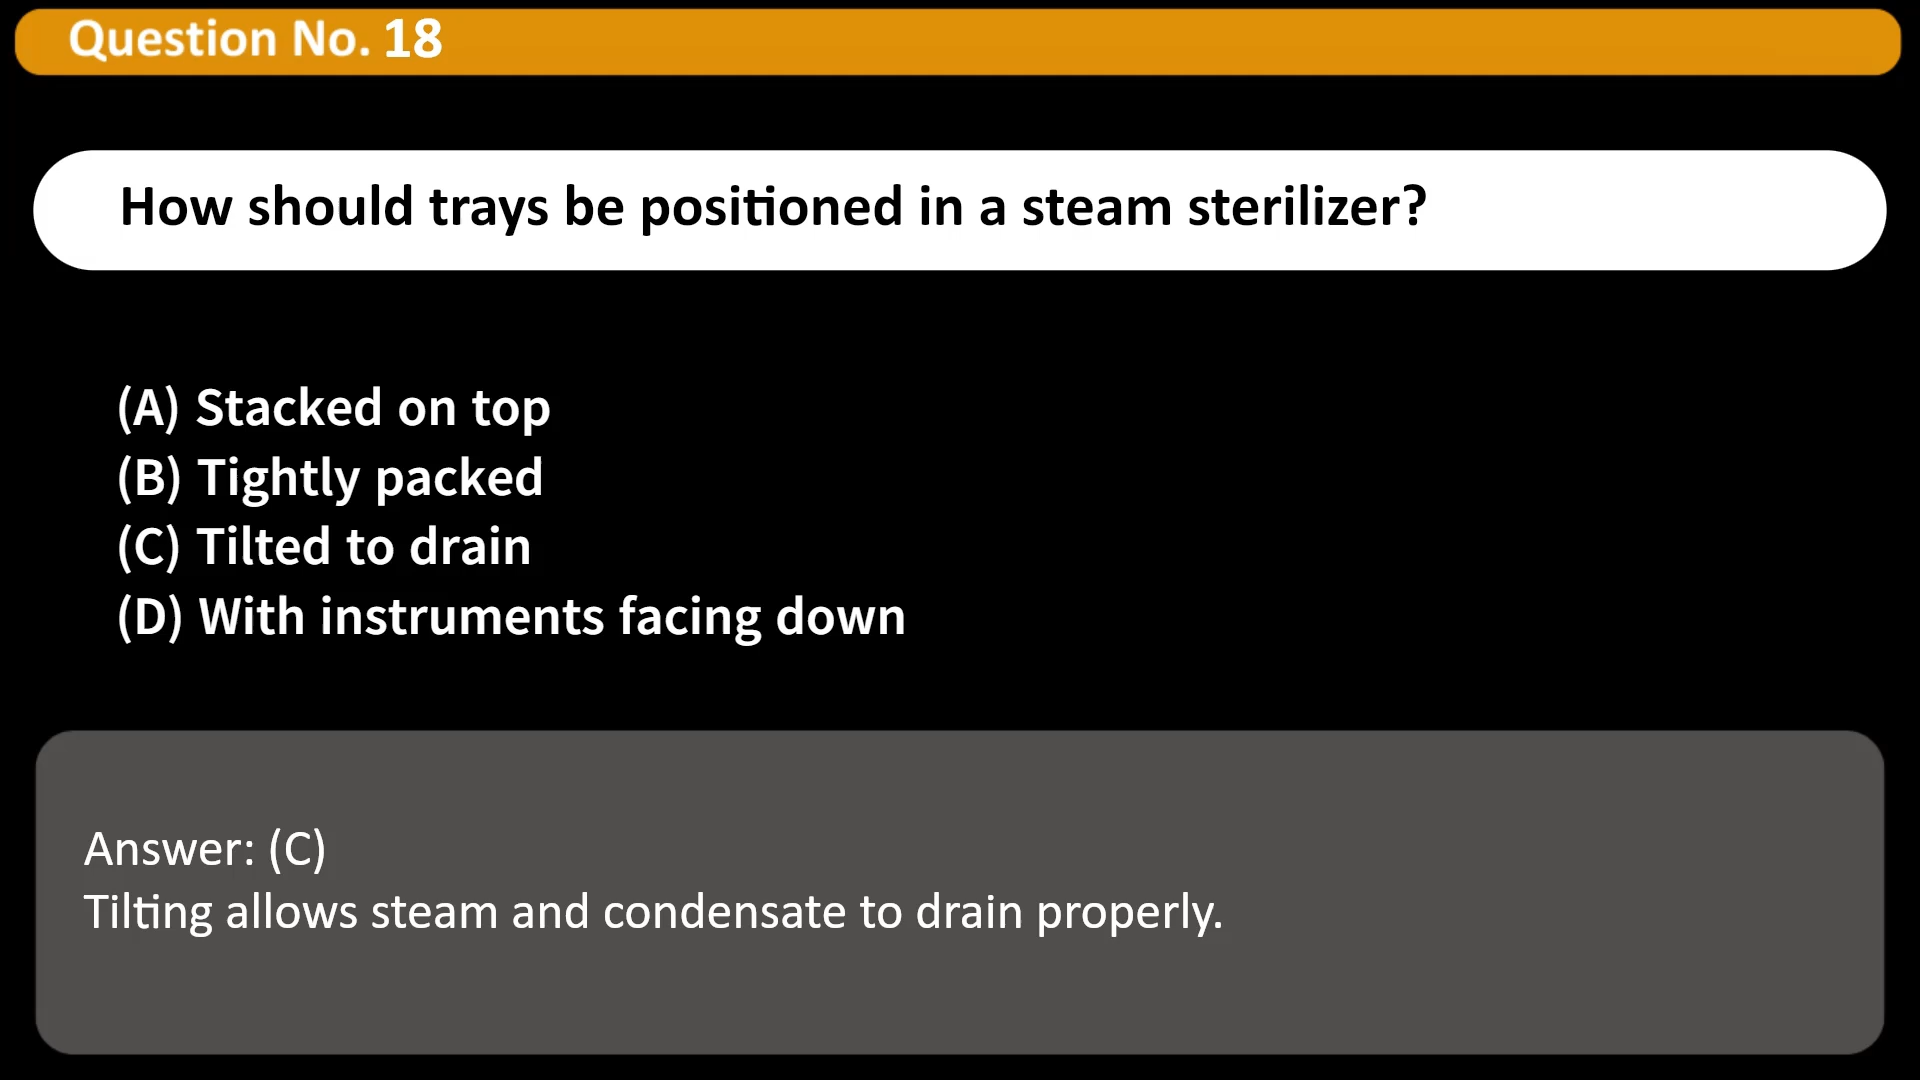 Question No. 18
How should trays be positioned in a steam sterilizer?
(A) Stacked on top
(B) Tightly packed
(C) Tilted to drain
(D) With instruments facing down
Answer: (C)
Tilting allows steam and condensate to drain properly.